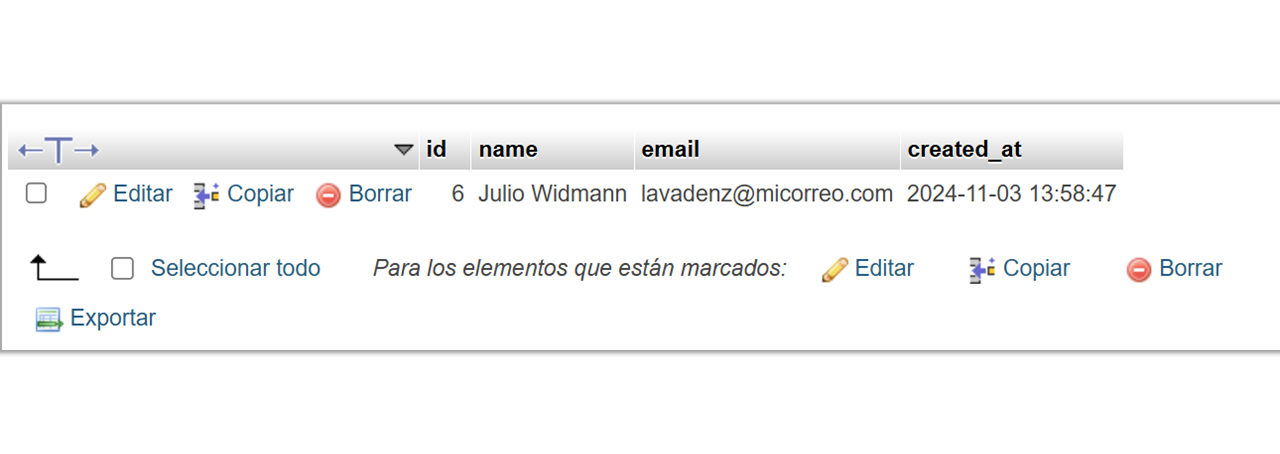 id name email created_at
Editar Copiar Borrar 6 Julio Widmann lavadenz@micorreo.com 2024-11-03 13:58:47
Seleccionar todo Para los elementos que están marcados: Editar Copiar Borrar
Exportar